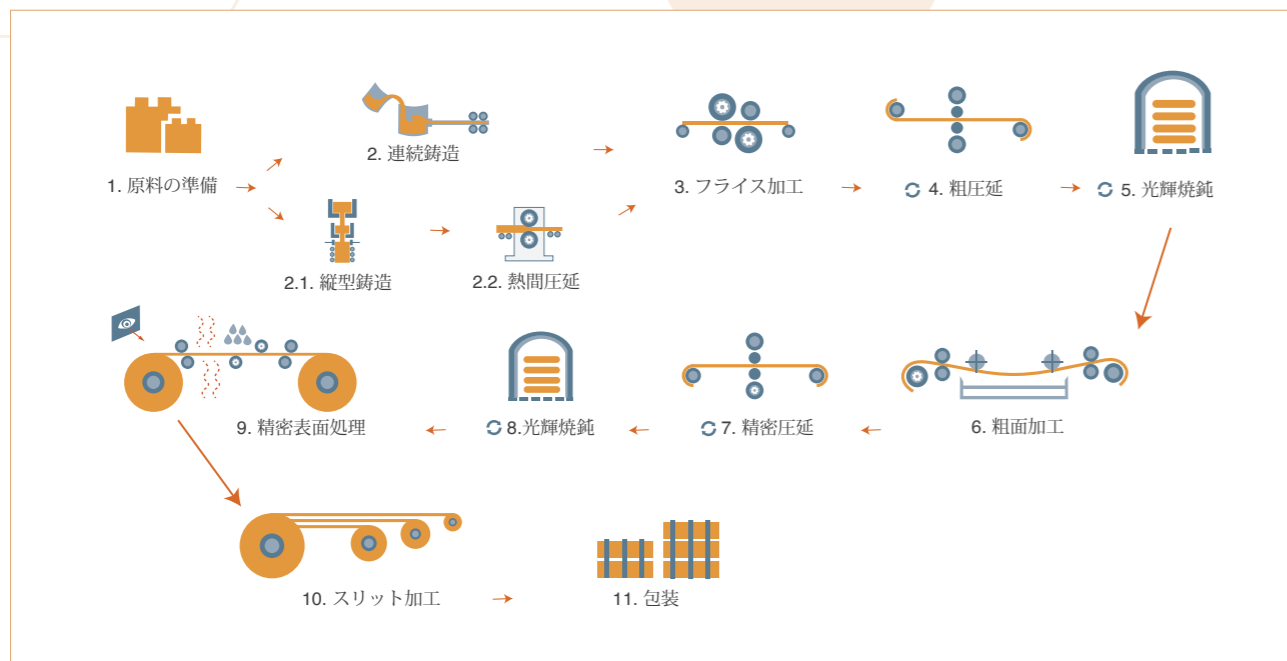 1. 原料の準備
2. 連続鋳造
2.1. 縦型鋳造
2.2. 熱間圧延
3. フライス加工
4. 粗圧延
5. 光輝焼鈍
6. 粗面加工
7. 精密圧延
8.光輝焼鈍
9. 精密表面処理
10. スリット加工
11. 包装